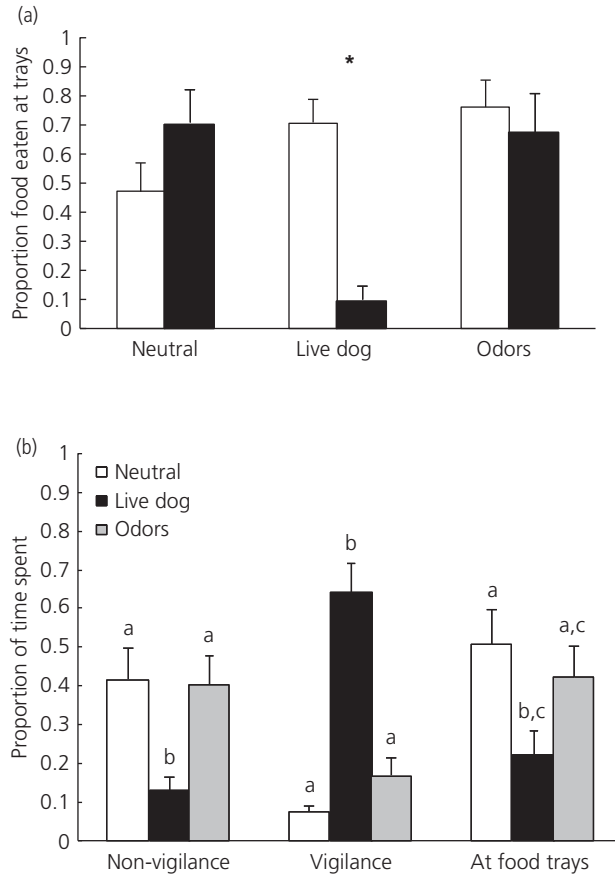 (a)
Proportion food eaten at trays
1
0.9
0.8
0.7
0.6
0.5
0.4
0.3
0.2
0.1
0
*
Neutral Live dog Odors
(b)
Proportion of time spent
1
0.9
0.8
0.7
0.6
0.5
0.4
0.3
0.2
0.1
0
Neutral
Live dog
Odors
a b a
a b a
a b,c a,c
Non-vigilance Vigilance At food trays